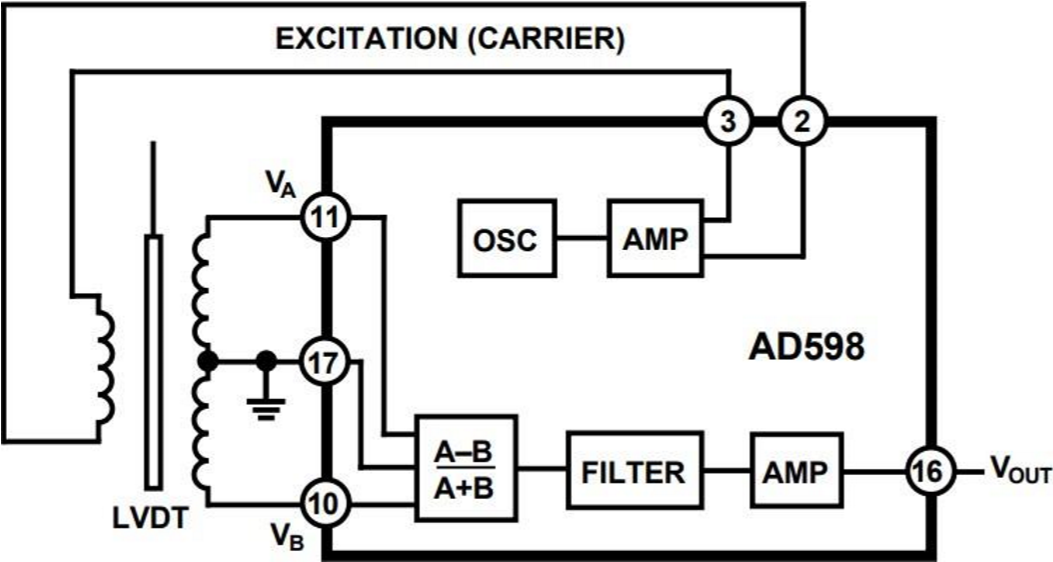 EXCITATION (CARRIER)
3
2
VA
11
OSC
AMP
17
AD598
A–B
A+B
FILTER
AMP
16
VOUT
10
LVDT
VB